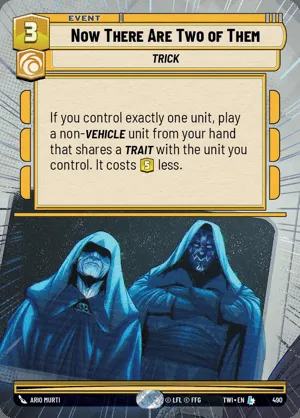 EVENT
3
NOW THERE ARE TWO OF THEM
TRICK
If you control exactly one unit, play
a non-VEHICLE unit from your hand
that shares a TRAIT with the unit you
control. It costs 5 less.
ARIO MURTI © LFL © FFG TWI • EN 490